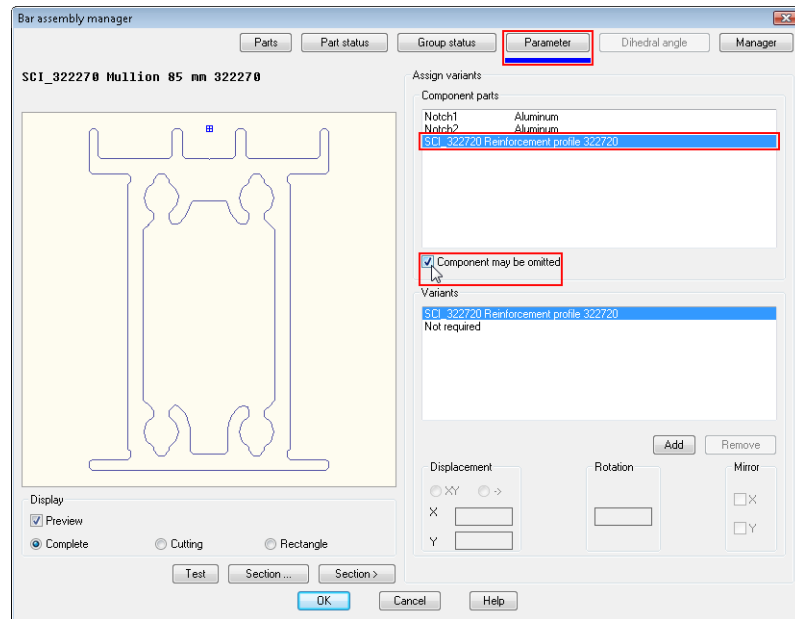 Bar assembly manager
Parts Part status Group status Parameter Dihedral angle Manager
SCI_322270 Mullion 85 mm 322270
Assign variants
Component parts
Notch1 Aluminum
Notch2 Aluminum
SCI_322720 Reinforcement profile 322720
Component may be omitted
Variants
SCI_322720 Reinforcement profile 322720
Not required
Add Remove
Displacement Rotation Mirror
XY ->
X
Y
X
Y
Display
Preview
Complete Cutting Rectangle
Test Section ... Section >
OK Cancel Help